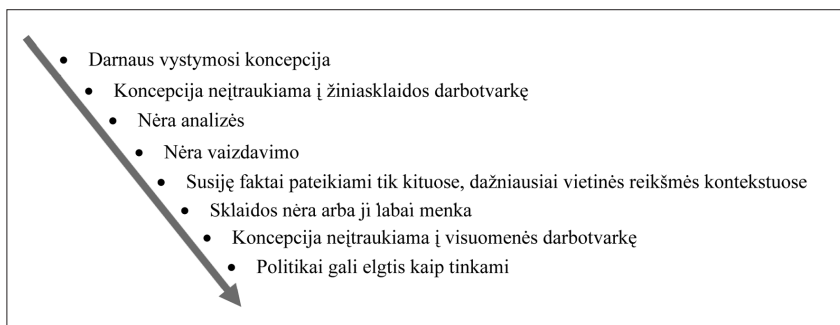 • Darnaus vystymosi koncepcija
• Koncepcija neįtraukiama į žiniasklaidos darbotvarkę
• Nėra analizės
• Nėra vaizdavimo
• Susiję faktai pateikiami tik kituose, dažniausiai vietinės reikšmės kontekstuose
• Sklaidos nėra arba ji labai menka
• Koncepcija neįtraukiama į visuomenės darbotvarkę
• Politikai gali elgtis kaip tinkami